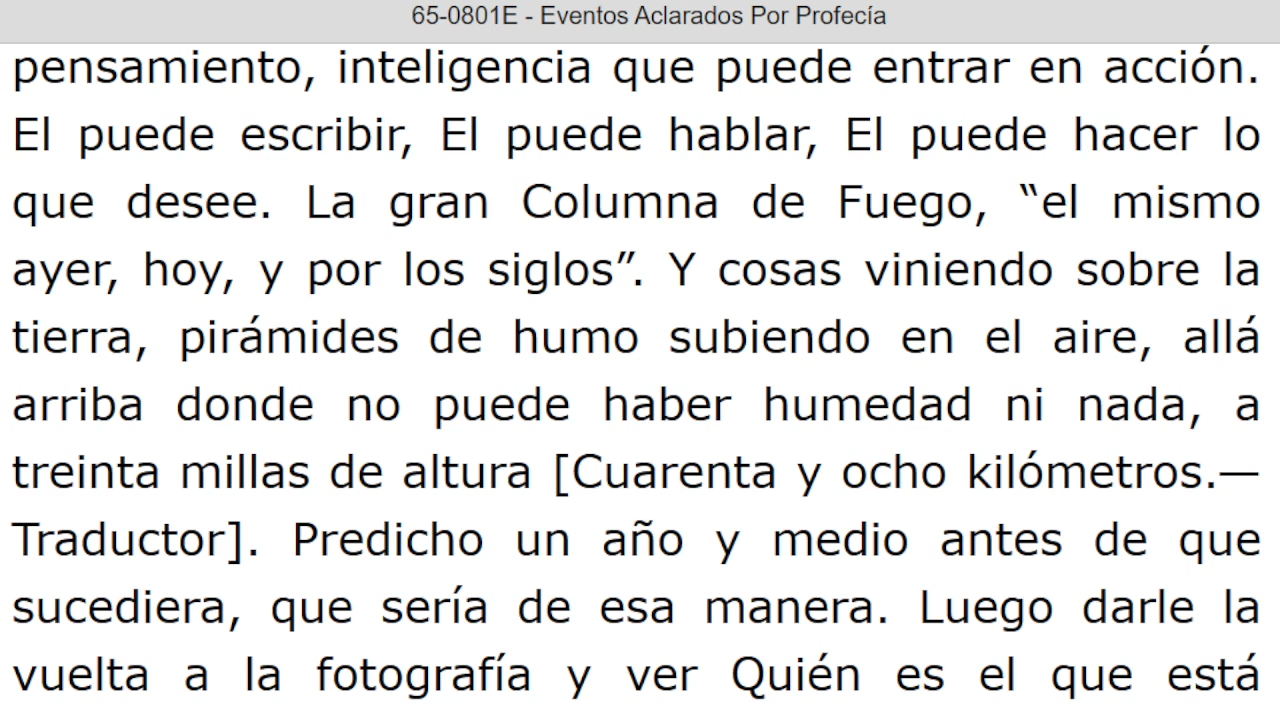 65-0801E - Eventos Aclarados Por Profecía
pensamiento, inteligencia que puede entrar en acción.
El puede escribir, El puede hablar, El puede hacer lo
que desee. La gran Columna de Fuego, “el mismo
ayer, hoy, y por los siglos”. Y cosas viniendo sobre la
tierra, pirámides de humo subiendo en el aire, allá
arriba donde no puede haber humedad ni nada, a
treinta millas de altura [Cuarenta y ocho kilómetros.—
Traductor]. Predicho un año y medio antes de que
sucediera, que sería de esa manera. Luego darle la
vuelta a la fotografía y ver Quién es el que está